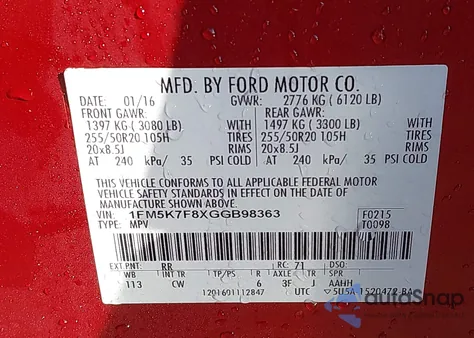 MFD. BY FORD MOTOR CO.
DATE: 01/16 GVWR: 2776 KG ( 6120 LB)
FRONT GAWR: REAR GAWR:
1397 KG ( 3080 LB) WITH 1497 KG ( 3300 LB) WITH
255/50R20 105H TIRES 255/50R20 105H TIRES
20x8.5J RIMS 20x8.5J RIMS
AT 240 kPa/ 35 PSI COLD AT 240 kPa/ 35 PSI COLD
THIS VEHICLE CONFORMS TO ALL APPLICABLE FEDERAL MOTOR
VEHICLE SAFETY STANDARDS IN EFFECT ON THE DATE OF
MANUFACTURE SHOWN ABOVE.
VIN: 1FM5K7F8XGGB98363 F0215
TYPE: MPV T0098
EXT PNT: RR RC: 71 DSO:
WB INT TR TP/PS R AXLE TR SPR
113 CW 6 3F J AAHH
1201601112847 UTC 5U5A 1520472 BA
autoSnap